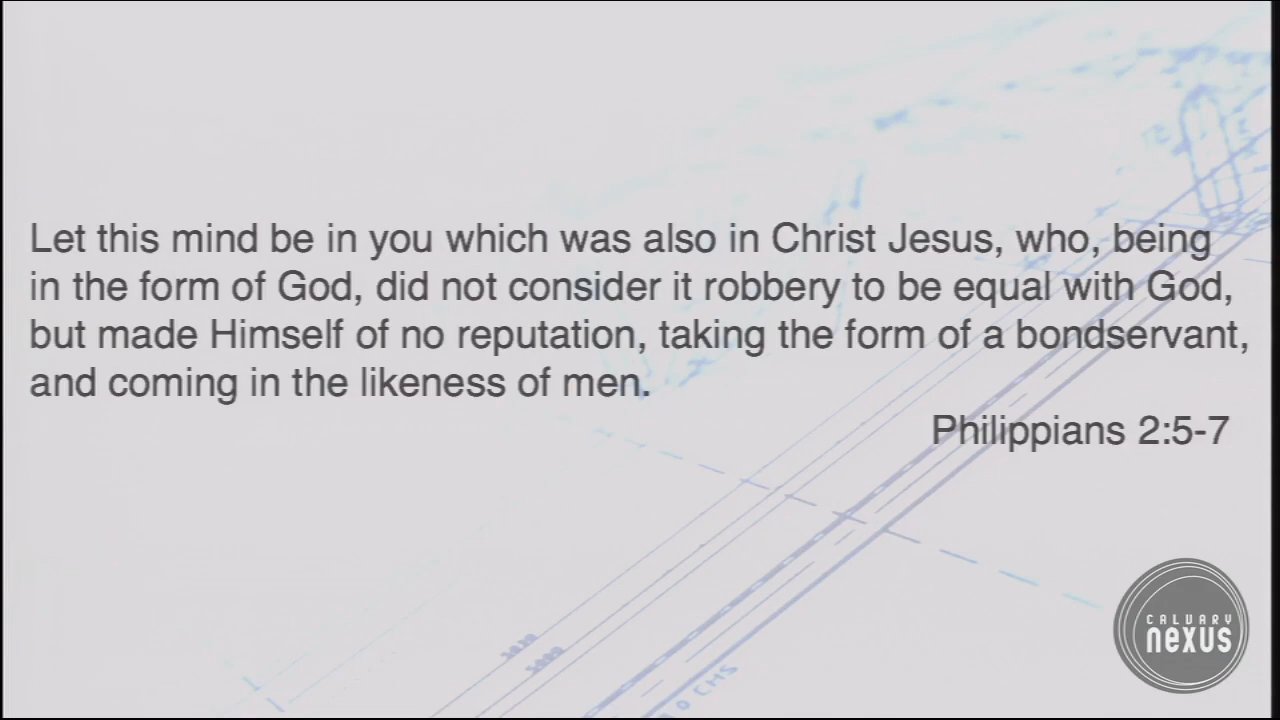 Let this mind be in you which was also in Christ Jesus, who, being
in the form of God, did not consider it robbery to be equal with God,
but made Himself of no reputation, taking the form of a bondservant,
and coming in the likeness of men.
Philippians 2:5-7
CALVARY
nexus